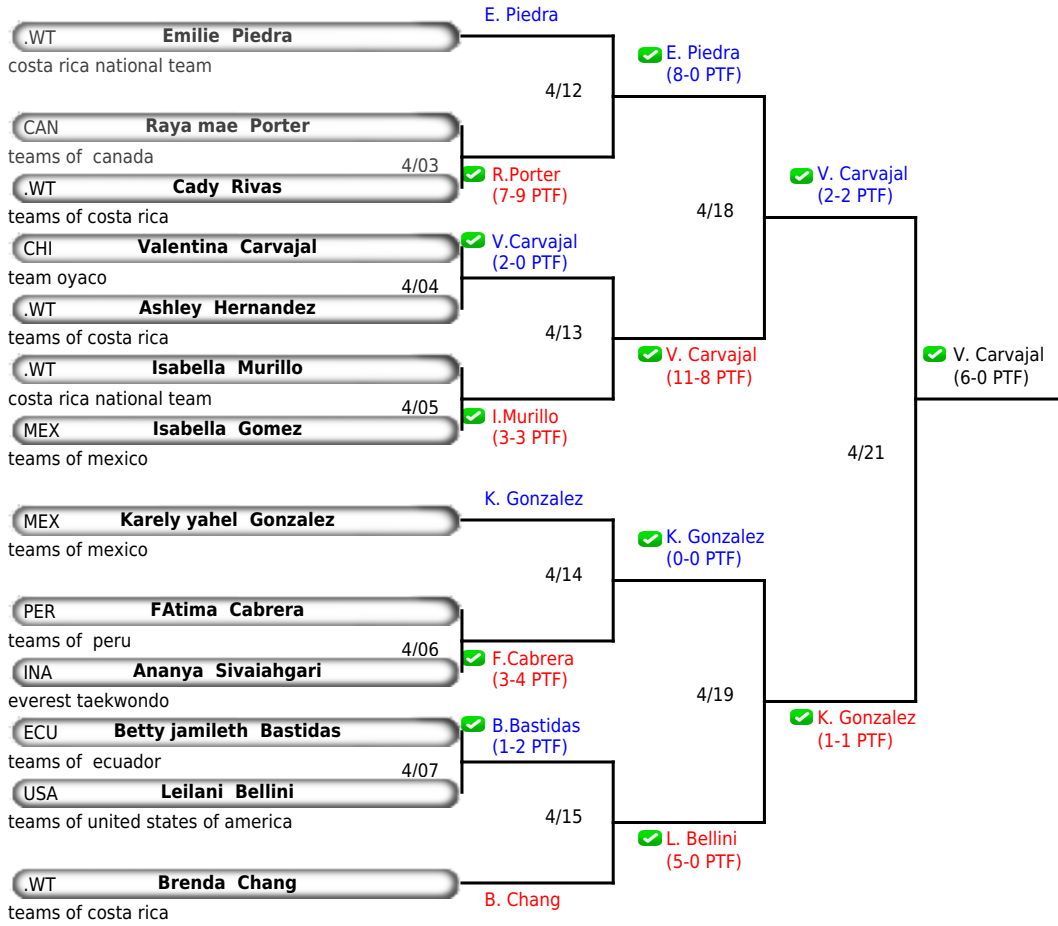 E. Piedra
.WT Emilie Piedra
costa rica national team
E. Piedra
(8-0 PTF)
4/12
CAN Raya mae Porter
teams of canada
4/03
R.Porter
(7-9 PTF)
.WT Cady Rivas
teams of costa rica
V. Carvajal
(2-2 PTF)
4/18
CHI Valentina Carvajal
team oyaco
V.Carvajal
(2-0 PTF)
4/04
.WT Ashley Hernandez
teams of costa rica
4/13
V. Carvajal
(11-8 PTF)
.WT Isabella Murillo
costa rica national team
4/05
I.Murillo
(3-3 PTF)
MEX Isabella Gomez
teams of mexico
V. Carvajal
(6-0 PTF)
4/21
K. Gonzalez
MEX Karely yahel Gonzalez
teams of mexico
K. Gonzalez
(0-0 PTF)
4/14
PER FAtima Cabrera
teams of peru
4/06
F.Cabrera
(3-4 PTF)
INA Ananya Sivaiahgari
everest taekwondo
4/19
K. Gonzalez
(1-1 PTF)
ECU Betty jamileth Bastidas
teams of ecuador
B.Bastidas
(1-2 PTF)
4/07
USA Leilani Bellini
teams of united states of america
4/15
L. Bellini
(5-0 PTF)
.WT Brenda Chang
teams of costa rica
B. Chang